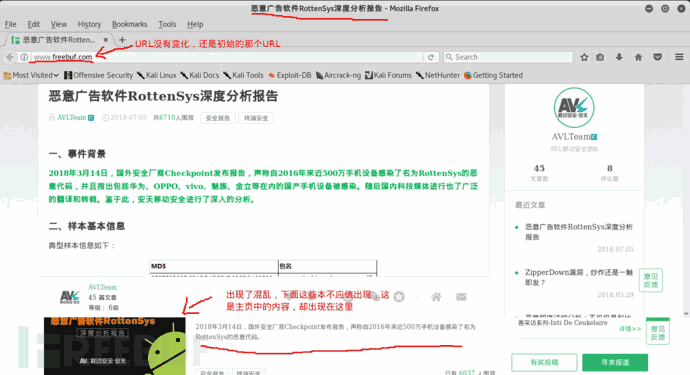 恶意广告软件RottenSys深度分析报告 - Mozilla Firefox
File Edit View History Bookmarks Tools Help
恶意广告软件Rotten...
URL没有变化，还是初始的那个URL
www.freebuf.com
Search
Most Visited Offensive Security Kali Linux Kali Docs Kali Tools Exploit-DB Aircrack-ng Kali Forums NetHunter Getting Started
恶意广告软件RottenSys深度分析报告
AVLTeam 2018-07-05 共6710人围观 安全报告 终端安全
一、事件背景
2018年3月14日，国外安全厂商Checkpoint发布报告，声称自2016年来近500万手机设备感染了名为RottenSys的恶
意代码，并且指出包括华为、OPPO、vivo、魅族、金立等在内的国产手机设备被感染。随后国内科技媒体进行也了广泛
的翻译和转载。鉴于此，安天移动安全进行了深入的分析。
二、样本基本信息
典型样本信息如下：
MD5 包名
AVLTeam
AVL移动安全团队
45 8
文章数 评论数
最近文章
恶意广告软件RottenSys深度分析
报告
2018.07.05
ZipperDown漏洞，炒作还是一触
即发？
2018.05.29
意见
反馈
AVLTeam
45 篇文章
等级： 6级
出现了混乱，下面这些本不应该出现，这
是主页中的内容，却出现在这里
恶意广告软件RottenSys
深度分析报告
AVL 移动安全·安天
2018年3月14日，国外安全厂商Checkpoint发布报告，声称自2016年来近500万手机设备感染了名为
RottenSys的恶意代码。
安全报告 终端安全
已有 6037 人围观
客采访系列-Inti De Ceukelaire
详情>>
意见
反馈
有奖投稿 寻求报道